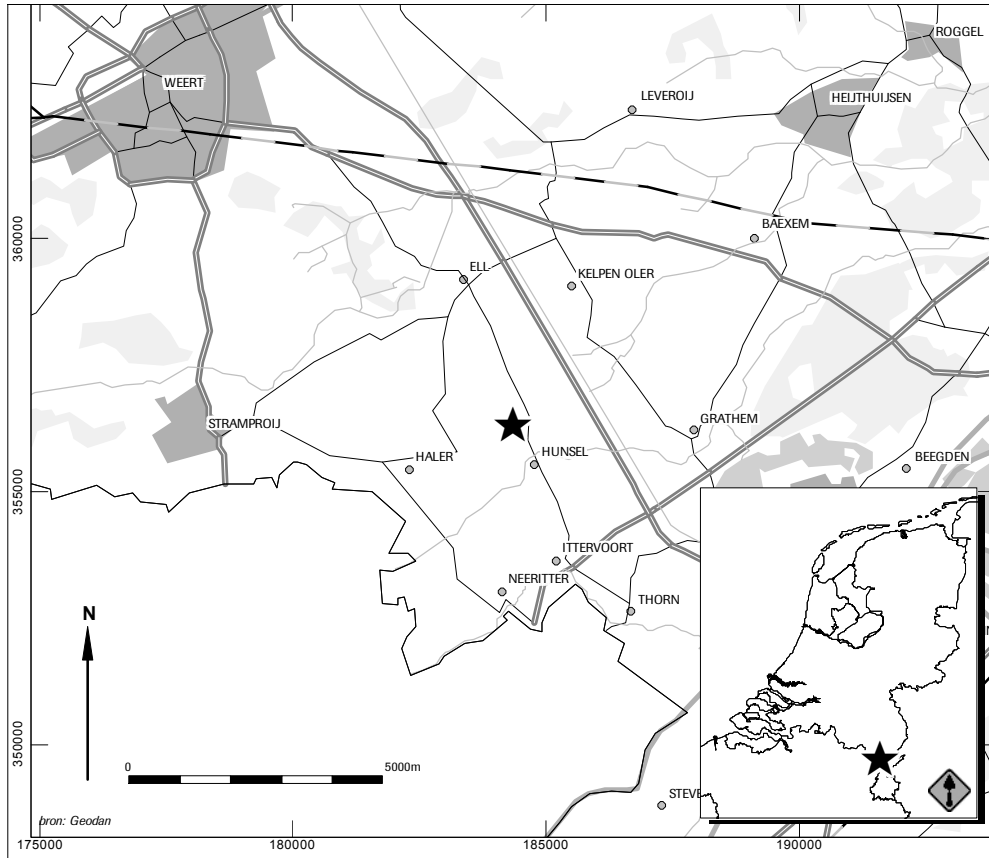 ROGGEL
WEERT
LEVEROIJ
HEIJTHUIJSEN
BAEXEM
360000
ELL
KELPEN OLER
STRAMPROIJ
GRATHEM
HALER
HUNSEL
BEEGDEN
355000
ITTERVOORT
NEERITTER
THORN
N
350000
0
5000m
STEVE
bron: Geodan
175000
180000
185000
190000